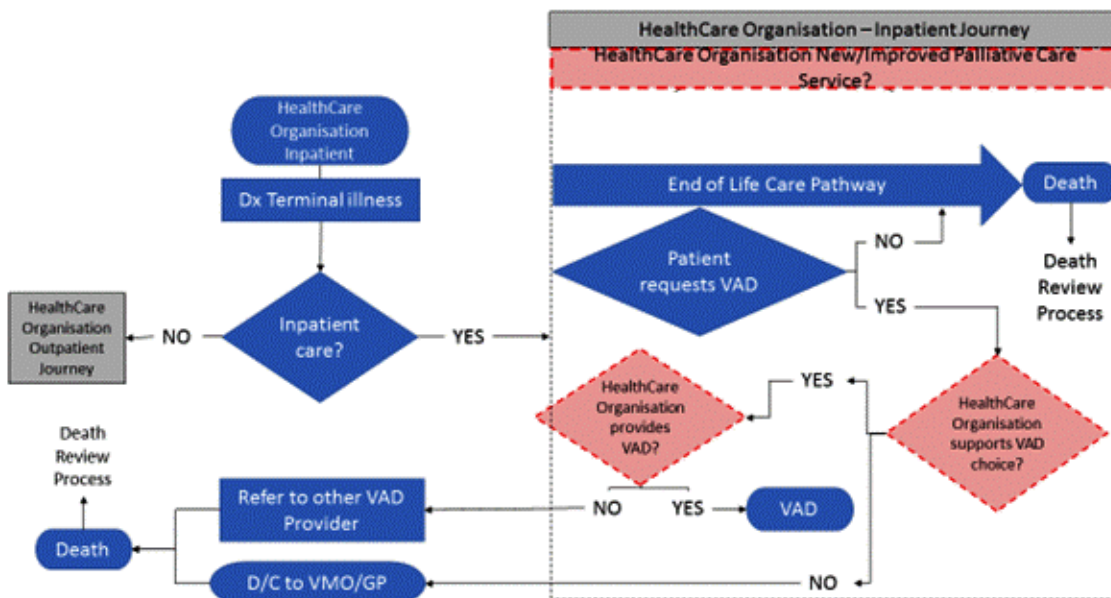 HealthCare Organisation – Inpatient Journey
HealthCare Organisation New/Improved Palliative Care
Service?
HealthCare
Organisation
Inpatient
Dx Terminal illness
End of Life Care Pathway
Death
NO
Patient
requests VAD
YES
Death
Review
Process
HealthCare
Organisation
Outpatient
Journey
NO
Inpatient
care?
YES
HealthCare
Organisation
provides
VAD?
YES
HealthCare
Organisation
supports VAD
choice?
Death
Review
Process
Refer to other VAD
Provider
NO
YES
VAD
Death
D/C to VMO/GP
NO